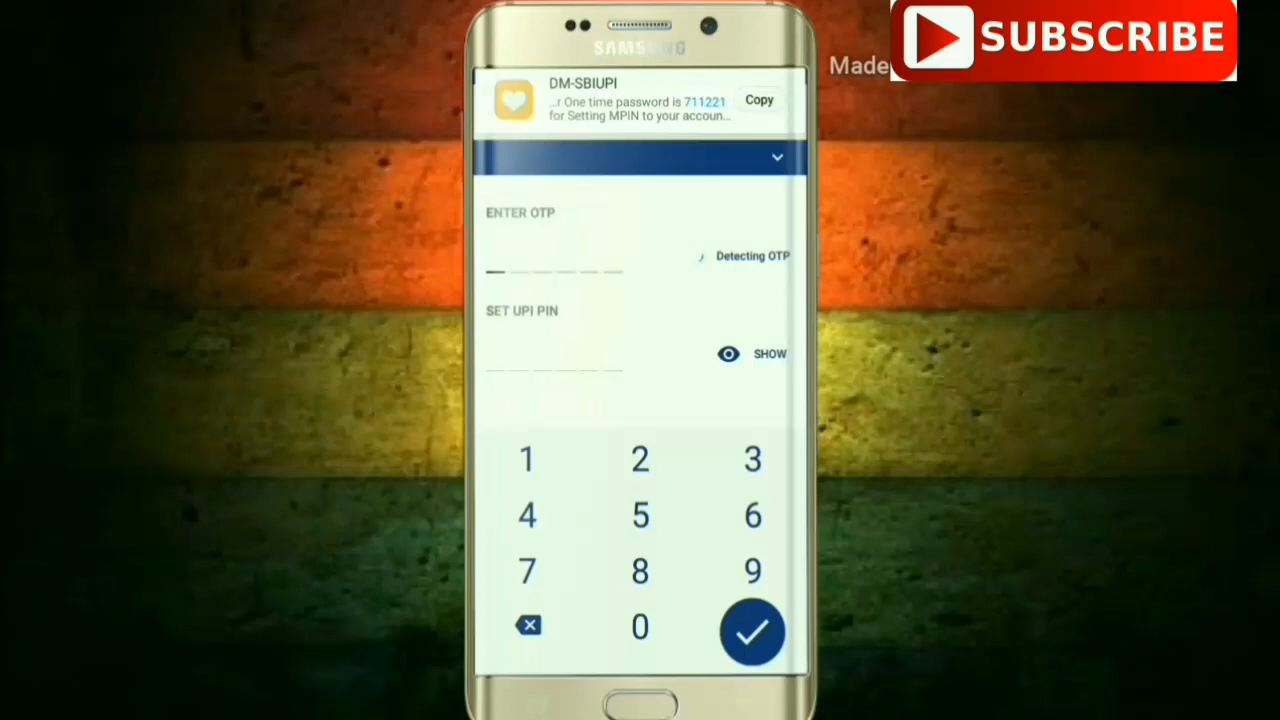 SUBSCRIBE
Made
SAMSUNG
DM-SBIUPI
...r One time password is 711221
for Setting MPIN to your accoun...
Copy
ENTER OTP
Detecting OTP
SET UPI PIN
SHOW
1 2 3
4 5 6
7 8 9
0